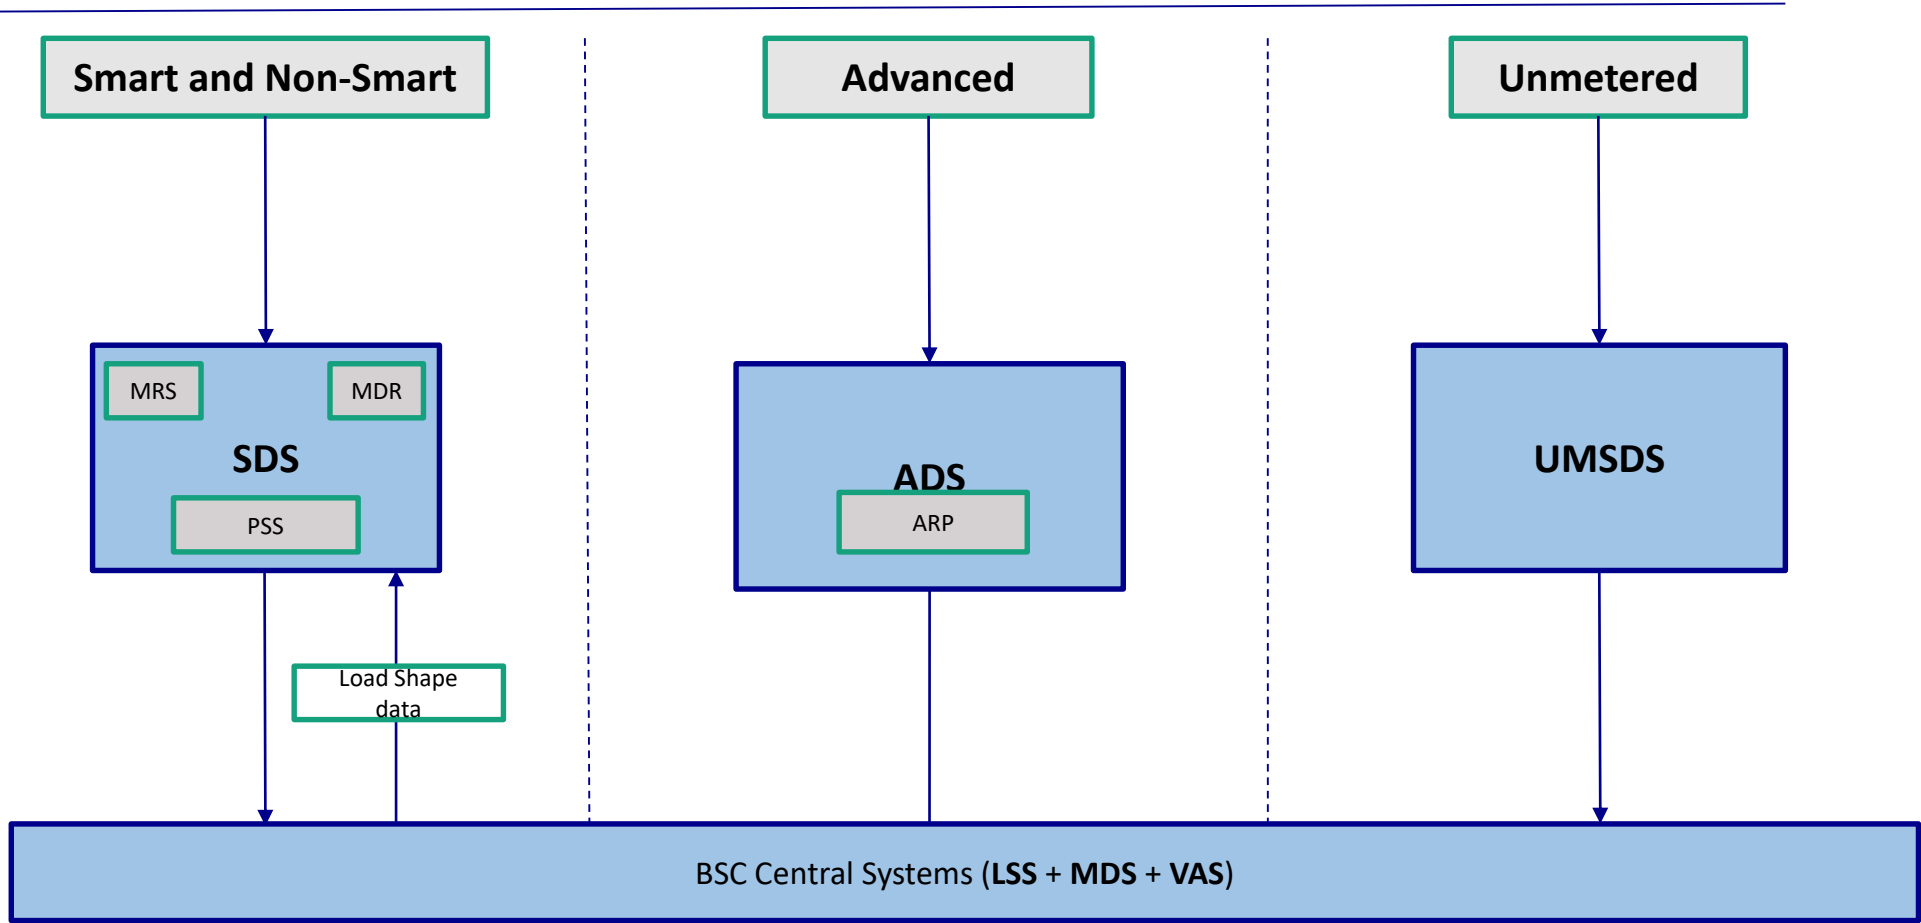 Smart and Non-Smart
Advanced
Unmetered
MRS
MDR
SDS
PSS
ADS
ARP
UMSDS
Load Shape
data
BSC Central Systems (LSS + MDS + VAS)